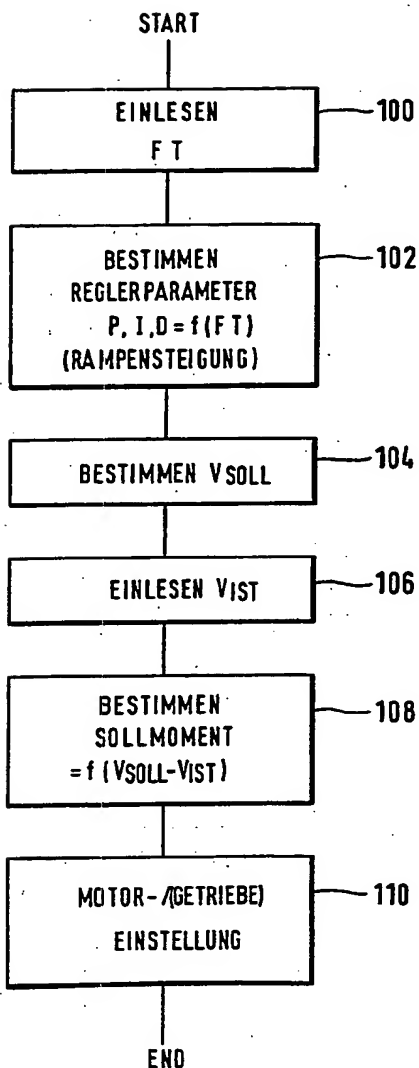 START
EINLESEN
FT
100
BESTIMMEN
REGLERPARAMETER
P, I, D = f (FT)
(RAMPENSTEIGUNG)
102
BESTIMMEN VSOLL
104
EINLESEN VIST
106
BESTIMMEN
SOLLMOMENT
= f (VSOLL-VIST)
108
MOTOR-/(GETRIEBE)
EINSTELLUNG
110
END